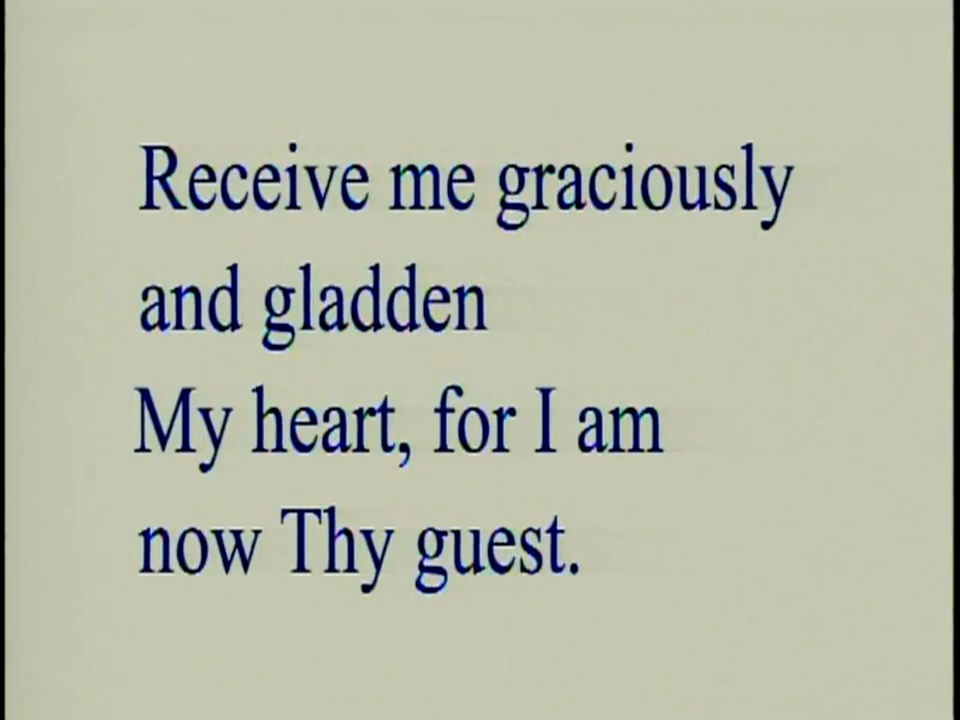 Receive me graciously
and gladden
My heart, for I am
now Thy guest.